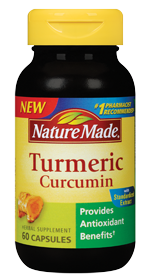 NEW
#1 PHARMACIST
RECOMMENDED
Nature Made®
Turmeric
Curcumin
with
Standardized
Extract
Provides
Antioxidant
Benefits†
HERBAL SUPPLEMENT
60 CAPSULES